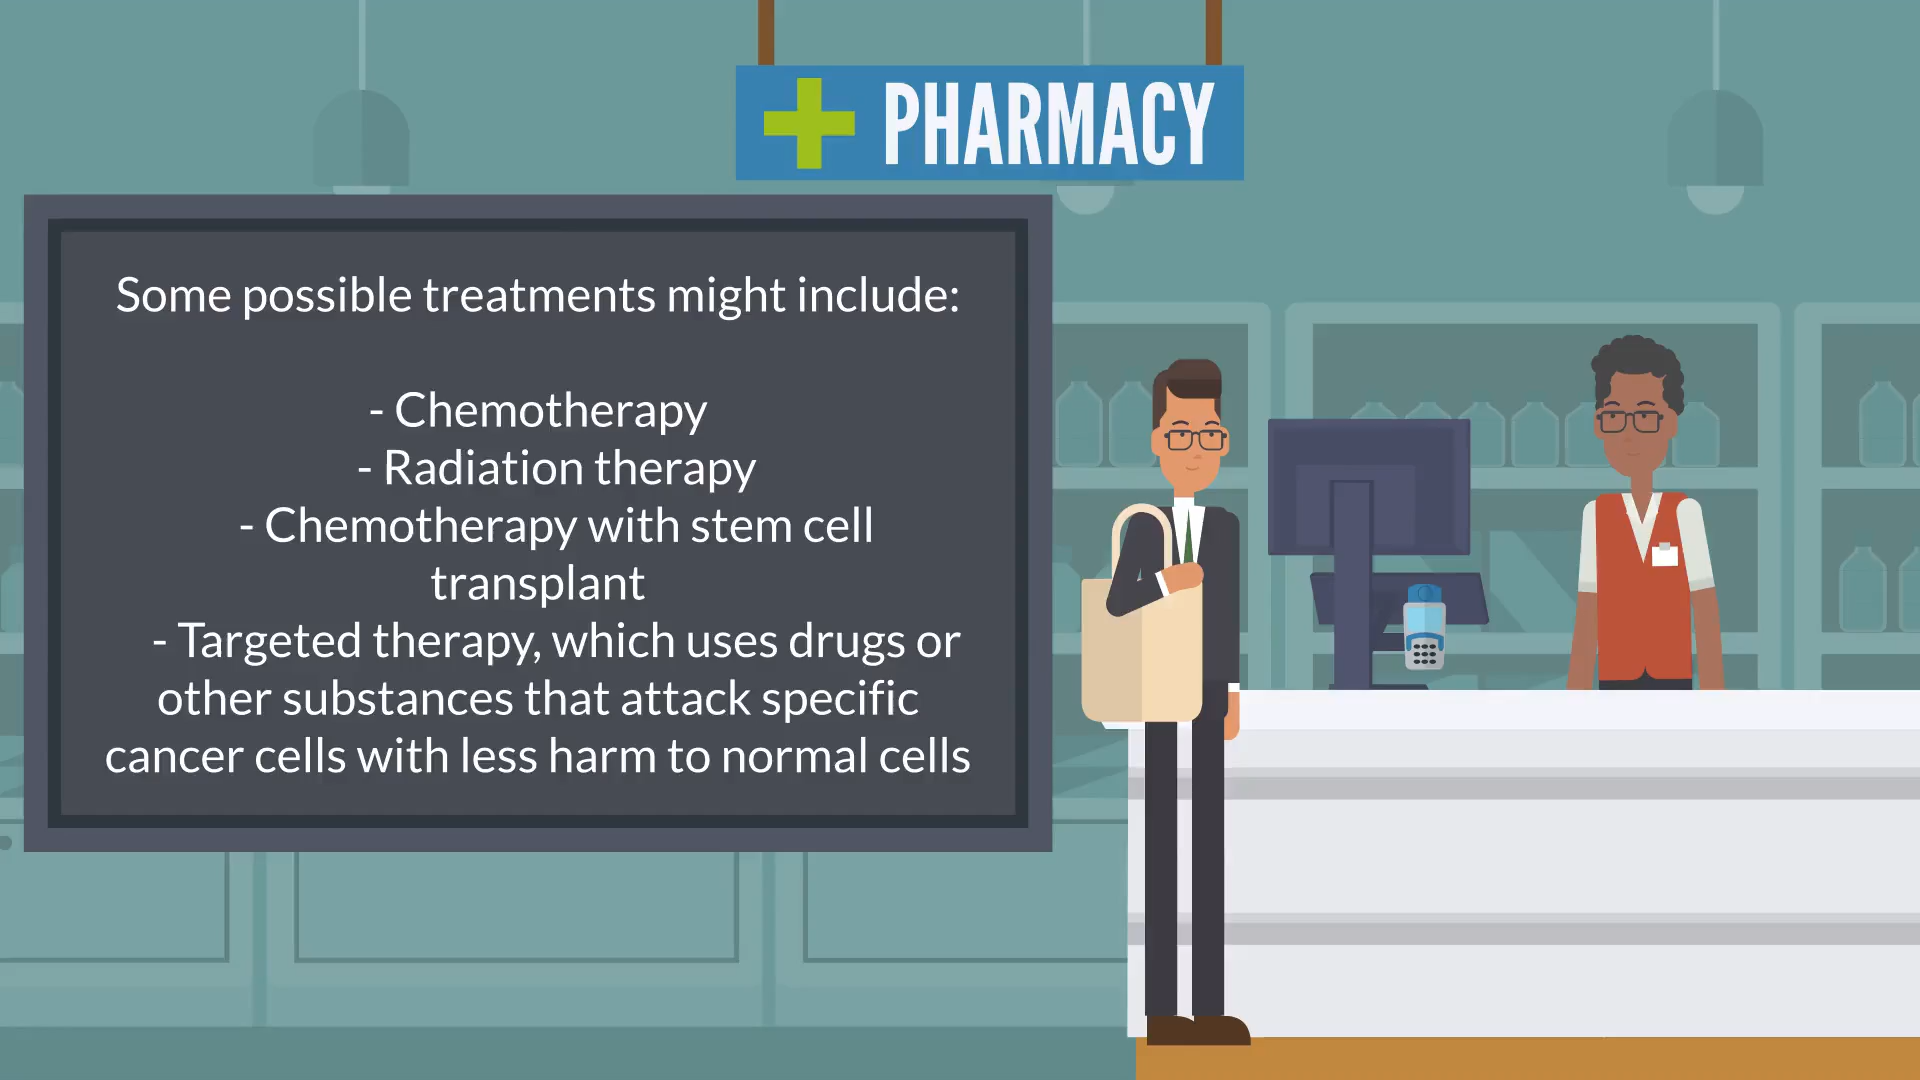 PHARMACY
Some possible treatments might include:
- Chemotherapy
- Radiation therapy
- Chemotherapy with stem cell
transplant
- Targeted therapy, which uses drugs or
other substances that attack specific
cancer cells with less harm to normal cells